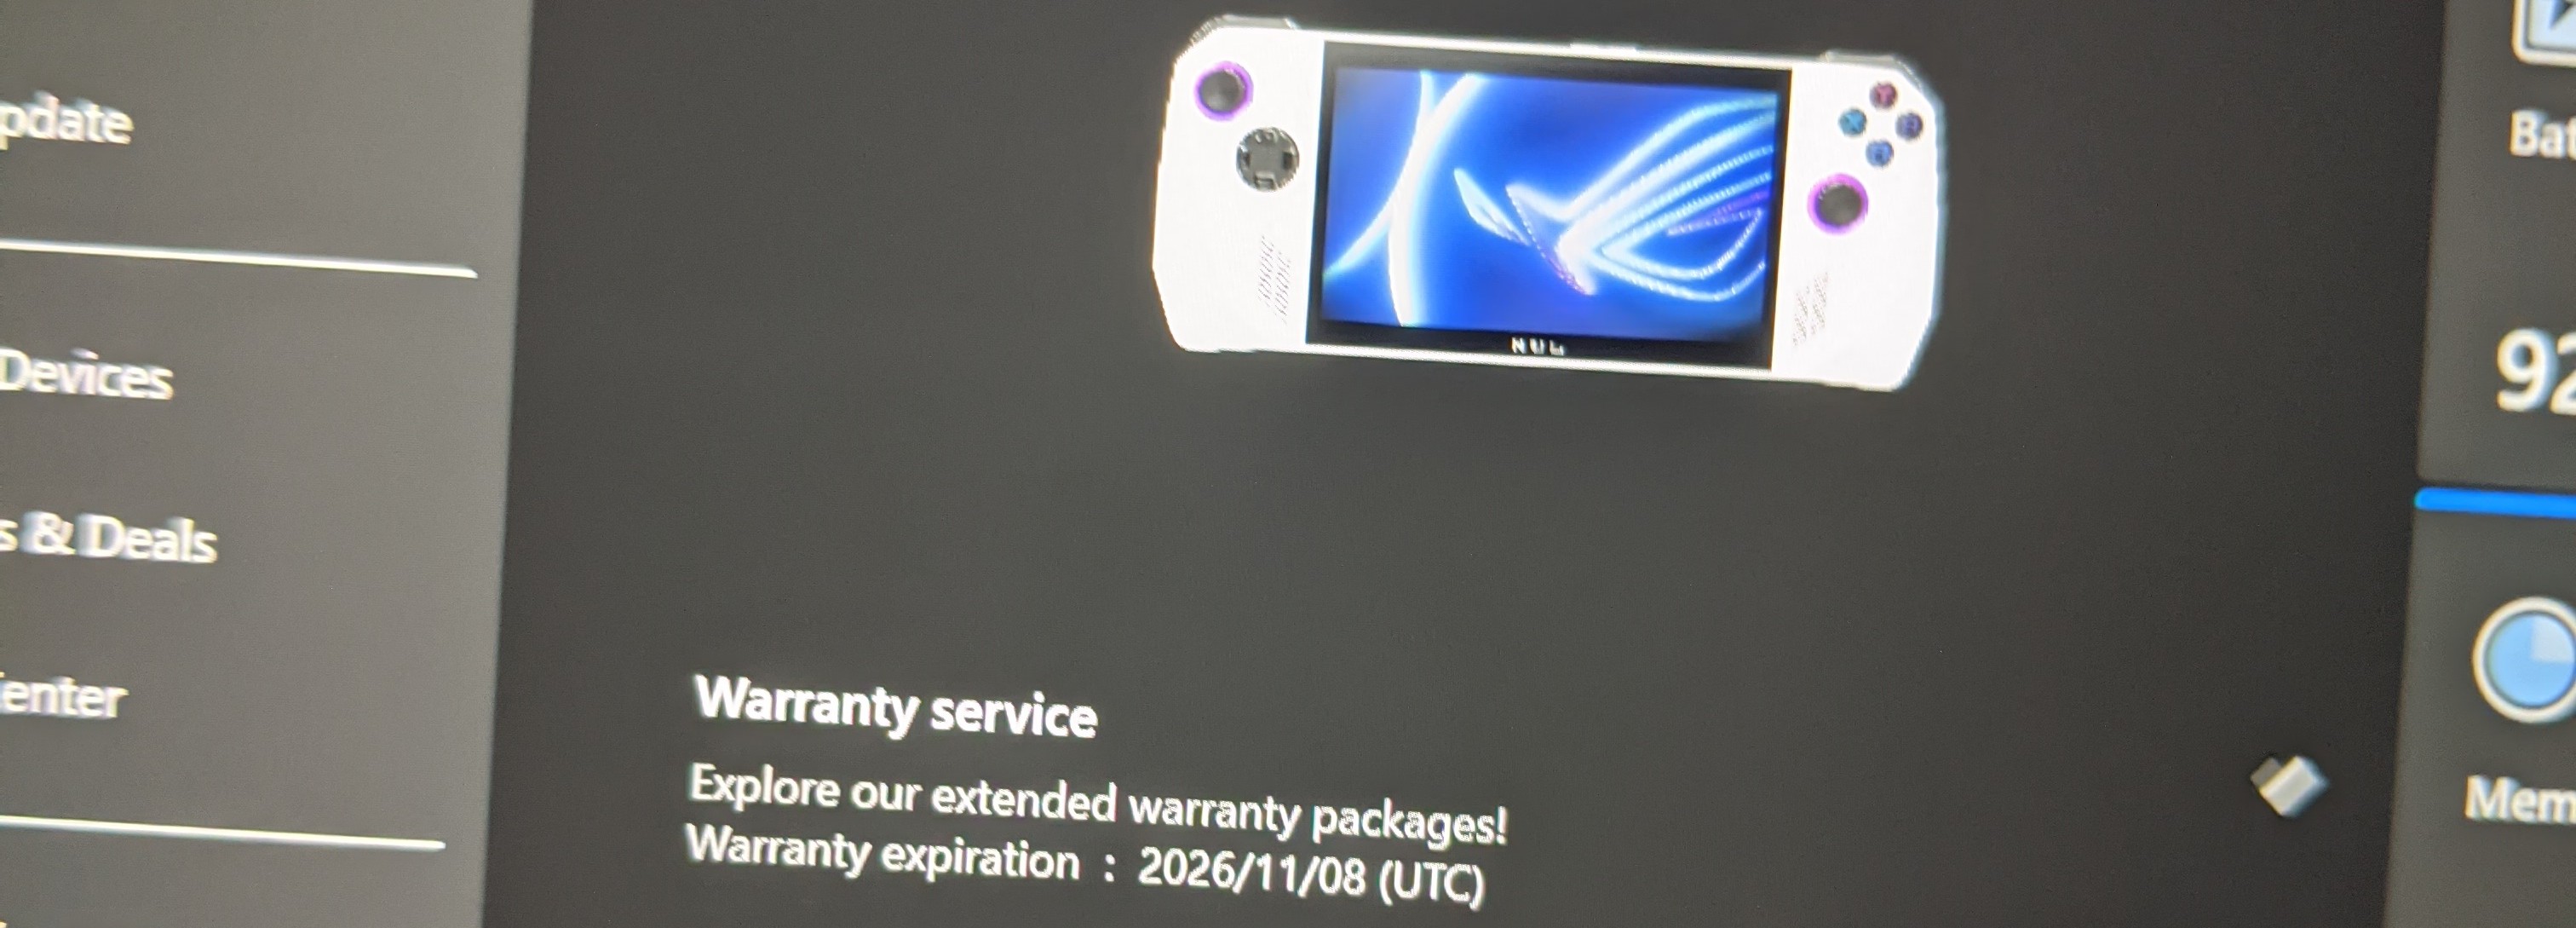 pdate
Devices
s & Deals
enter
Warranty service
Explore our extended warranty packages!
Warranty expiration : 2026/11/08 (UTC)
Bat
92
Mem